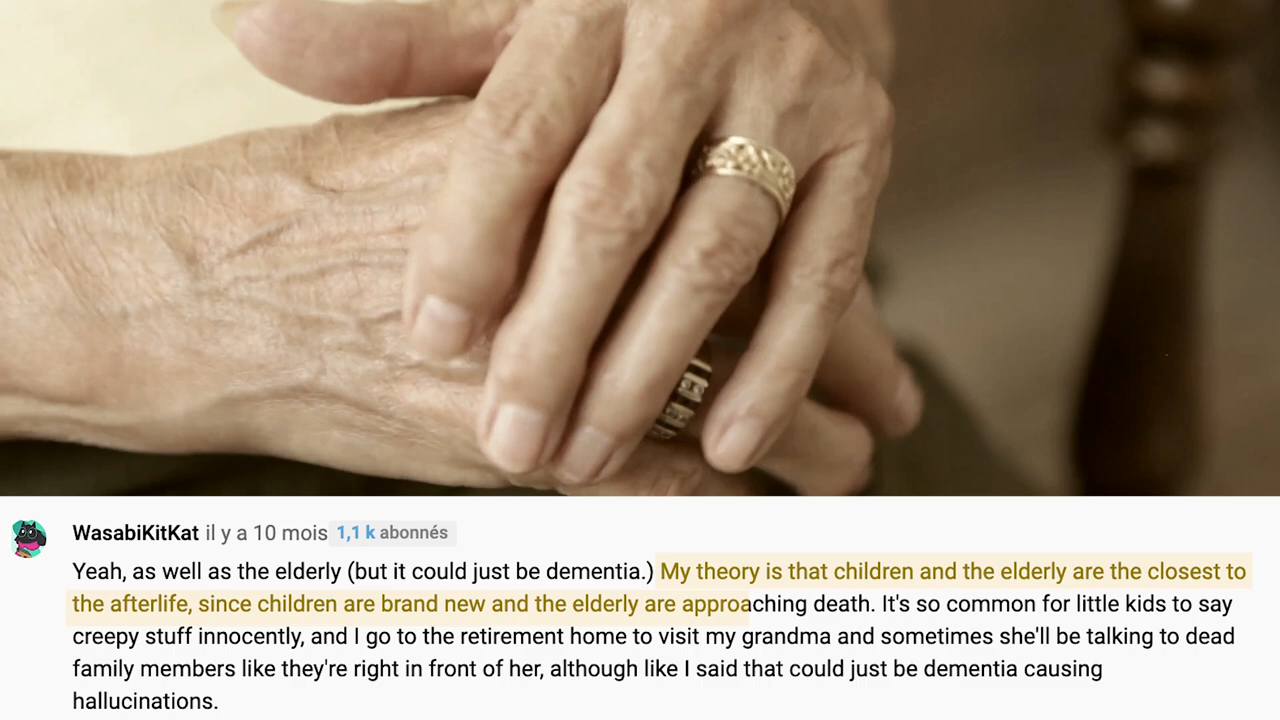 WasabiKitKat il y a 10 mois 1,1 k abonnés
Yeah, as well as the elderly (but it could just be dementia.) My theory is that children and the elderly are the closest to
the afterlife, since children are brand new and the elderly are approaching death. It's so common for little kids to say
creepy stuff innocently, and I go to the retirement home to visit my grandma and sometimes she'll be talking to dead
family members like they're right in front of her, although like I said that could just be dementia causing
hallucinations.